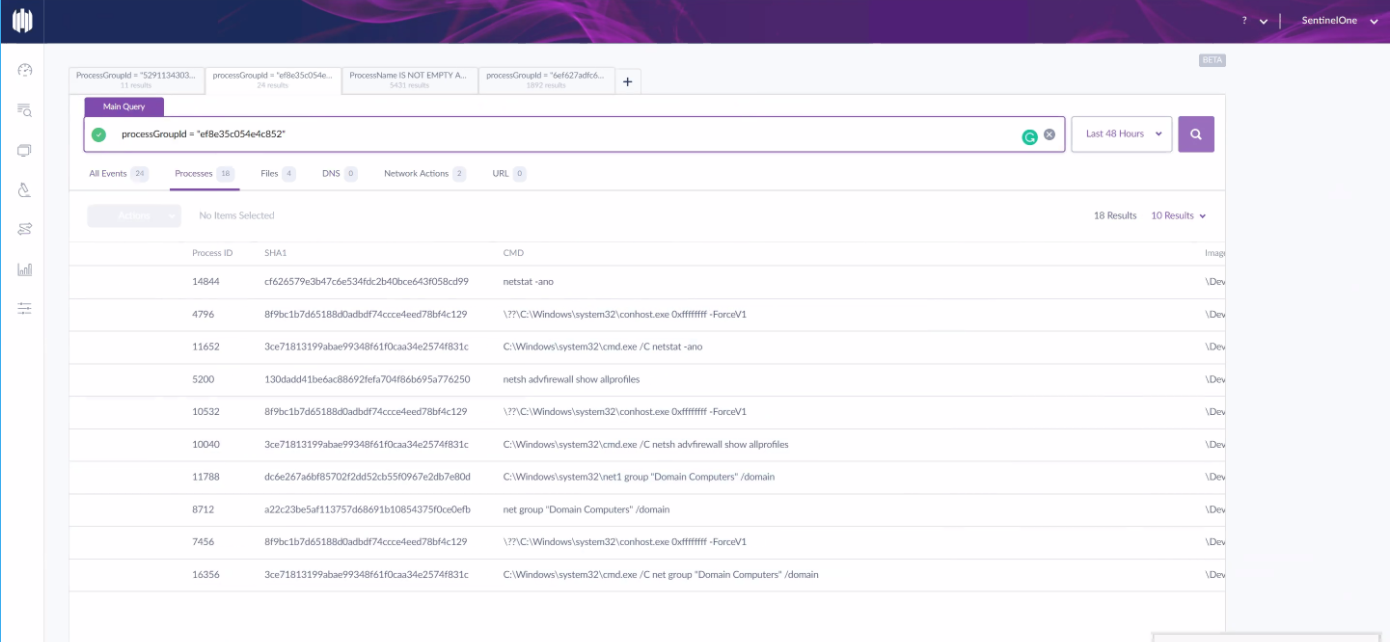 ? SentinelOne
BETA
ProcessGroupId = "5291134303... processGroupId = "ef8e35c054e... ProcessName IS NOT EMPTY A... processGroupId = "6ef627adfc6... +
11 results 24 results 5431 results 1892 results
Main Query
processGroupId = "ef8e35c054e4c852" Last 48 Hours
All Events 24 Processes 18 Files 4 DNS 0 Network Actions 2 URL 0
Actions No Items Selected 18 Results 10 Results
Process ID SHA1 CMD Imag
14844 cf626579e3b47c6e534fdc2b40bce643f058cd99 netstat -ano \Dev
4796 8f9bc1b7d65188d0adbdf74ccce4eed78bf4c129 \??\C:\Windows\system32\conhost.exe 0xffffffff -ForceV1 \Dev
11652 3ce71813199abae99348f61f0caa34e2574f831c C:\Windows\system32\cmd.exe /C netstat -ano \Dev
5200 130dadd41be6ac88692fefa704f86b695a776250 netsh advfirewall show allprofiles \Dev
10532 8f9bc1b7d65188d0adbdf74ccce4eed78bf4c129 \??\C:\Windows\system32\conhost.exe 0xffffffff -ForceV1 \Dev
10040 3ce71813199abae99348f61f0caa34e2574f831c C:\Windows\system32\cmd.exe /C netsh advfirewall show allprofiles \Dev
11788 dc6e267a6bf85702f2dd52cb55f0967e2db7e80d C:\Windows\system32\net1 group "Domain Computers" /domain \Dev
8712 a22c23be5af113757d68691b10854375f0ce0efb net group "Domain Computers" /domain \Dev
7456 8f9bc1b7d65188d0adbdf74ccce4eed78bf4c129 \??\C:\Windows\system32\conhost.exe 0xffffffff -ForceV1 \Dev
16356 3ce71813199abae99348f61f0caa34e2574f831c C:\Windows\system32\cmd.exe /C net group "Domain Computers" /domain \Dev